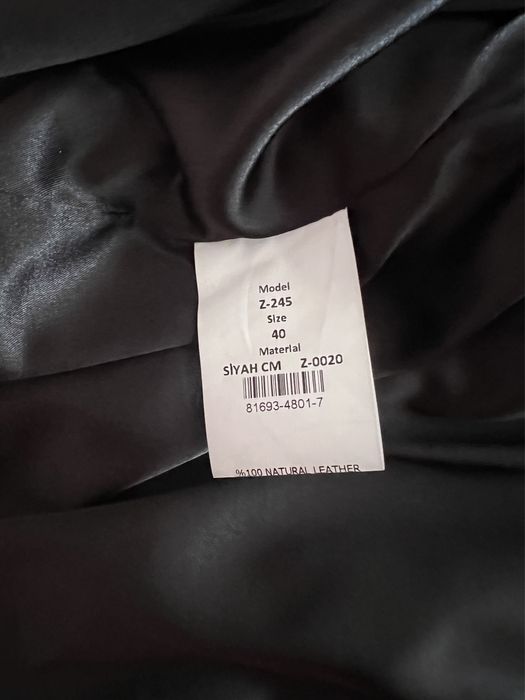 Model
Z-245
Size
40
Material
SİYAH CM Z-0020
81693-4801-7
%100 NATURAL LEATHER